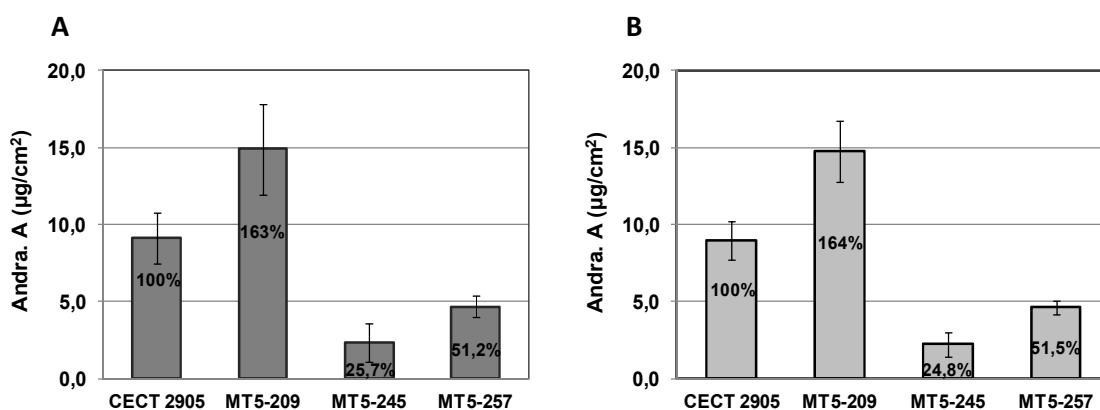 A
Andra. A (µg/cm²)
20,0
15,0
10,0
5,0
0,0
100%
163%
25,7%
51,2%
CECT 2905
MT5-209
MT5-245
MT5-257
B
Andra. A (µg/cm²)
20,0
15,0
10,0
5,0
0,0
100%
164%
24,8%
51,5%
CECT 2905
MT5-209
MT5-245
MT5-257